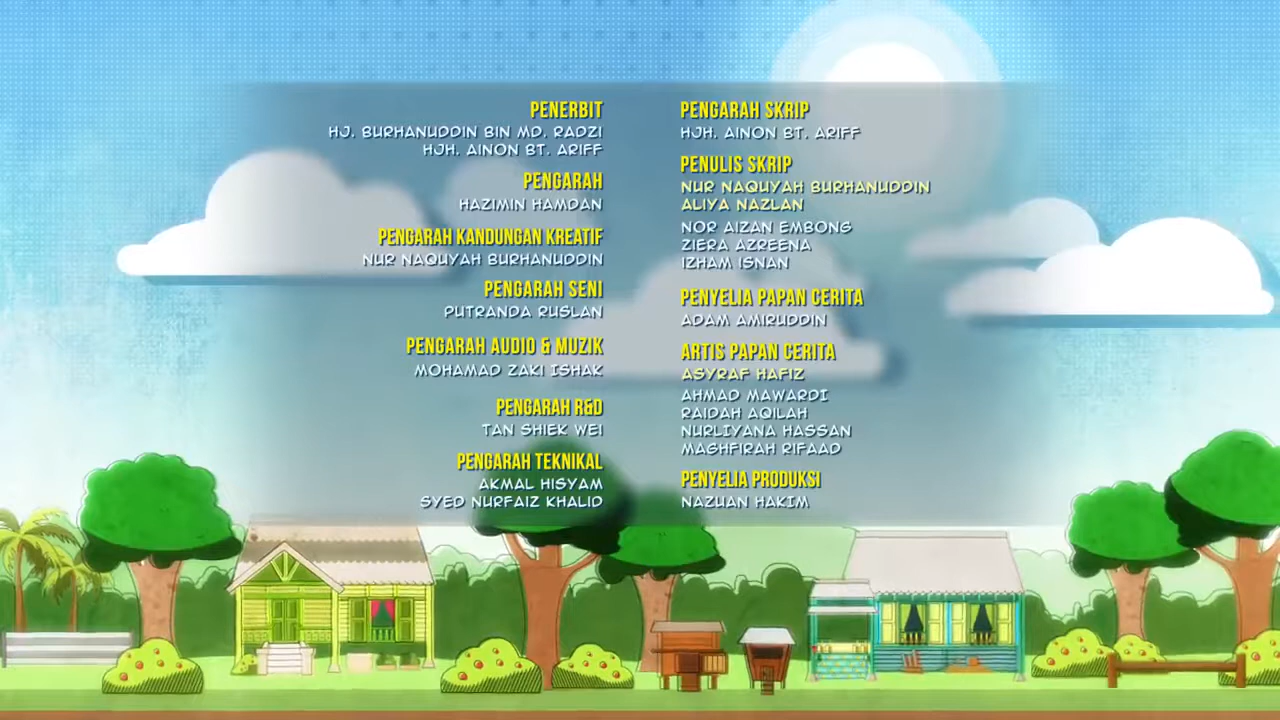 PENERBIT
HJ. BURHANUDDIN BIN MD. RADZI
HJH. AINON BT. ARIFF
PENGARAH
HAZIMIN HAMDAN
PENGARAH KANDUNGAN KREATIF
NUR NAQUYAH BURHANUDDIN
PENGARAH SENI
PUTRANDA RUSLAN
PENGARAH AUDIO & MUZIK
MOHAMAD ZAKI ISHAK
PENGARAH R&D
TAN SHIEK WEI
PENGARAH TEKNIKAL
AKMAL HISYAM
SYED NURFAIZ KHALID
PENGARAH SKRIP
HJH. AINON BT. ARIFF
PENULIS SKRIP
NUR NAQUYAH BURHANUDDIN
ALIYA NAZLAN
NOR AIZAN EMBONG
ZIERA AZREENA
IZHAM ISNAN
PENYELIA PAPAN CERITA
ADAM AMIRUDDIN
ARTIS PAPAN CERITA
ASYRAF HAFIZ
AHMAD MAWARDI
RAIDAH AQILAH
NURLIYANA HASSAN
MAGHFIRAH RIFAAD
PENYELIA PRODUKSI
NAZUAN HAKIM